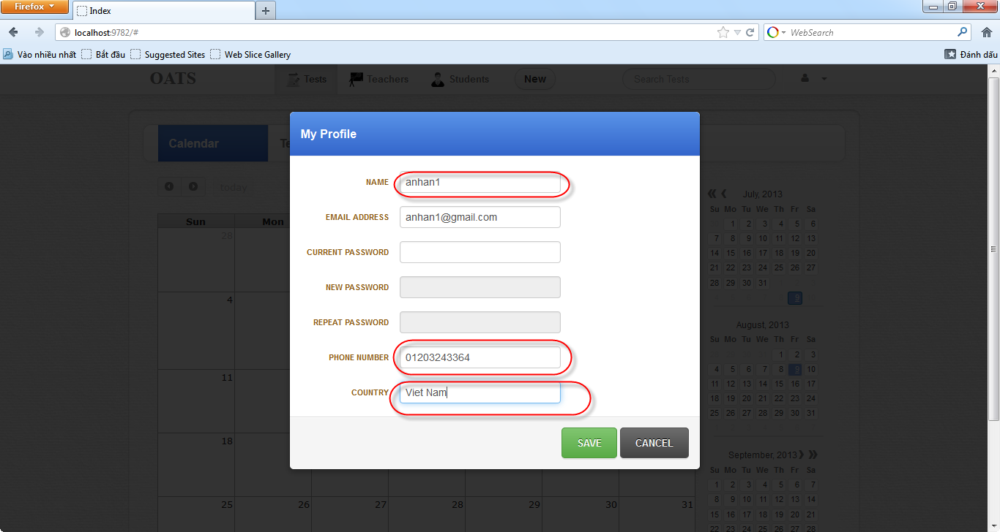 Firefox
Index
localhost:9782/#
WebSearch
Vào nhiều nhất
Bắt đầu
Suggested Sites
Web Slice Gallery
Đánh dấu
OATS
Tests
Teachers
Students
New
Search Tests
Calendar
Te
My Profile
NAME anhan1
EMAIL ADDRESS anhan1@gmail.com
CURRENT PASSWORD
NEW PASSWORD
REPEAT PASSWORD
PHONE NUMBER 01203243364
COUNTRY Viet Nam
SAVE CANCEL
today
Sun Mon
28
4
11
18
25 26 27 28 29 30 31
July, 2013
Su Mo Tu We Th Fr Sa
1 2 3 4 5 6
7 8 9 10 11 12 13
14 15 16 17 18 19 20
21 22 23 24 25 26 27
28 29 30 31
August, 2013
Su Mo Tu We Th Fr Sa
1 2 3
4 5 6 7 8 10
11 12 13 14 15 16 17
18 19 20 21 22 23 24
25 26 27 28 29 30 31
September, 2013
Su Mo Tu We Th Fr Sa
1 2 3 4 5 6 7
8 9 10 11 12 13 14
15 16 17 18 19 20 21
22 23 24 25 26 27 28